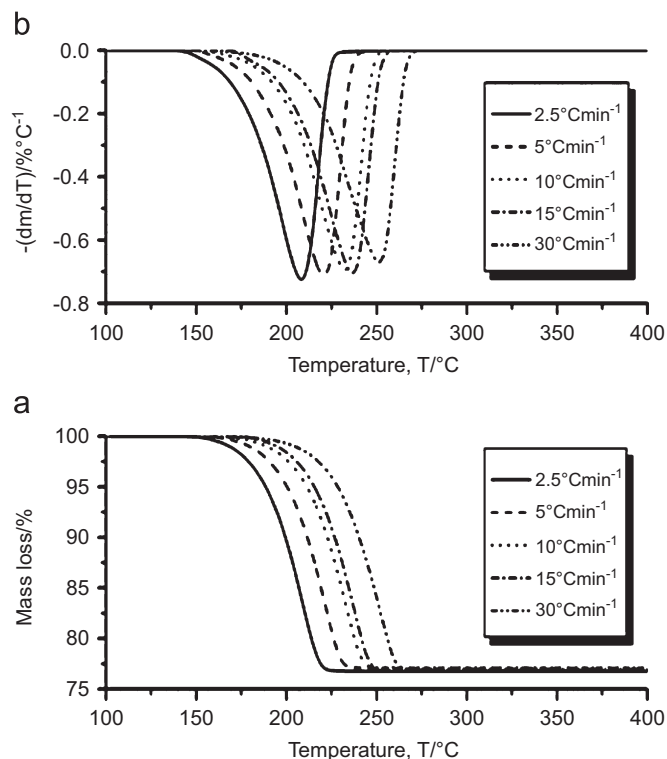 b
0.0
-0.2
-0.4
-0.6
-0.8
-(dm/dT)/%°C⁻¹
2.5°Cmin⁻¹
5°Cmin⁻¹
10°Cmin⁻¹
15°Cmin⁻¹
30°Cmin⁻¹
100 150 200 250 300 350 400
Temperature, T/°C
a
100
95
90
85
80
75
Mass loss/%
2.5°Cmin⁻¹
5°Cmin⁻¹
10°Cmin⁻¹
15°Cmin⁻¹
30°Cmin⁻¹
100 150 200 250 300 350 400
Temperature, T/°C